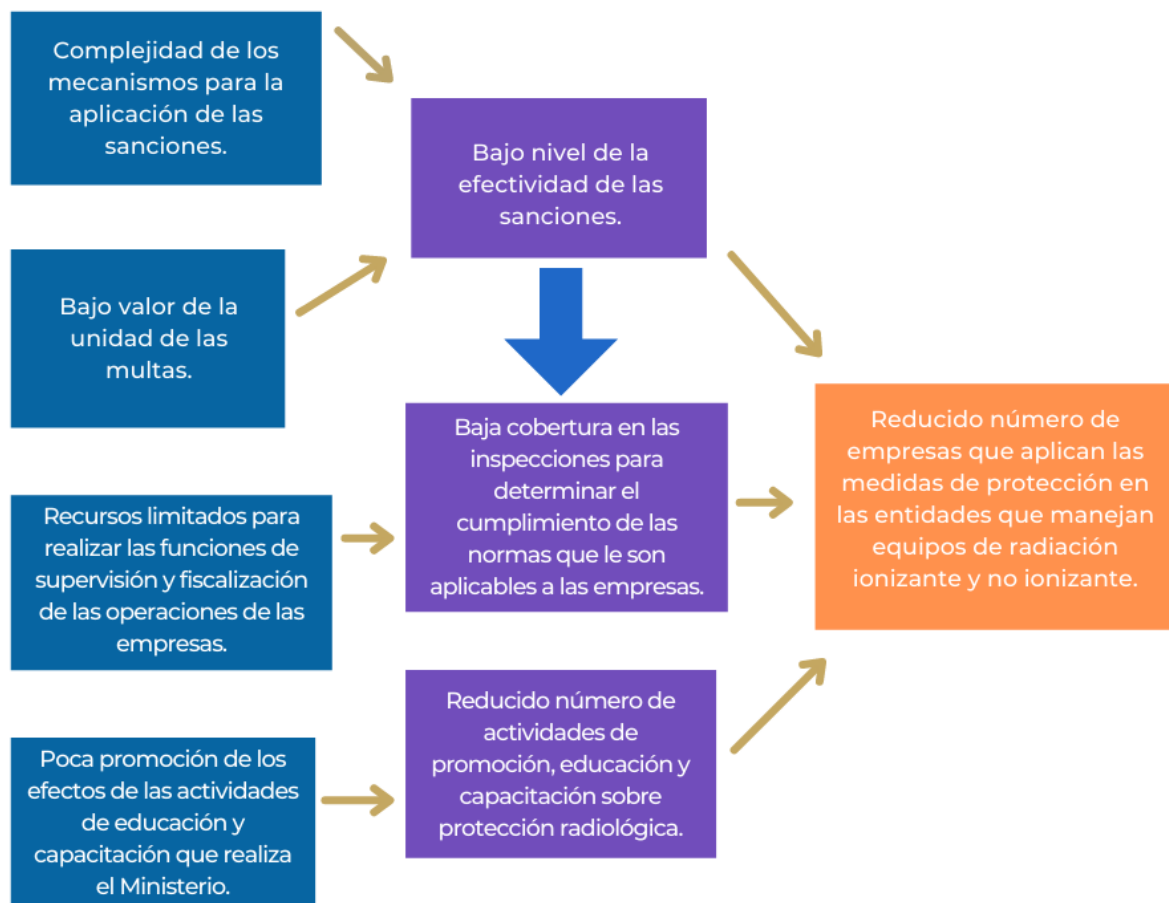 Complejidad de los
mecanismos para la
aplicación de las
sanciones.
Bajo nivel de la
efectividad de las
sanciones.
Bajo valor de la
unidad de las
multas.
Baja cobertura en las
inspecciones para
determinar el
cumplimiento de las
normas que le son
aplicables a las empresas.
Reducido número de
empresas que aplican las
medidas de protección en
las entidades que manejan
equipos de radiación
ionizante y no ionizante.
Recursos limitados para
realizar las funciones de
supervisión y fiscalización
de las operaciones de las
empresas.
Reducido número de
actividades de
promoción, educación y
capacitación sobre
protección radiológica.
Poca promoción de los
efectos de las actividades
de educación y
capacitación que realiza
el Ministerio.